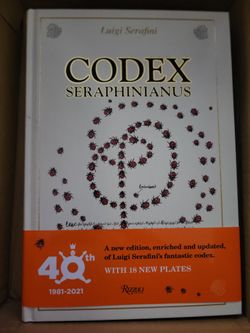 Luigi Serafini
CODEX
SERAPHINIANUS
40th
1981-2021
A new edition, enriched and updated,
of Luigi Serafini's fantastic codex.
WITH 18 NEW PLATES
RIZZOLI